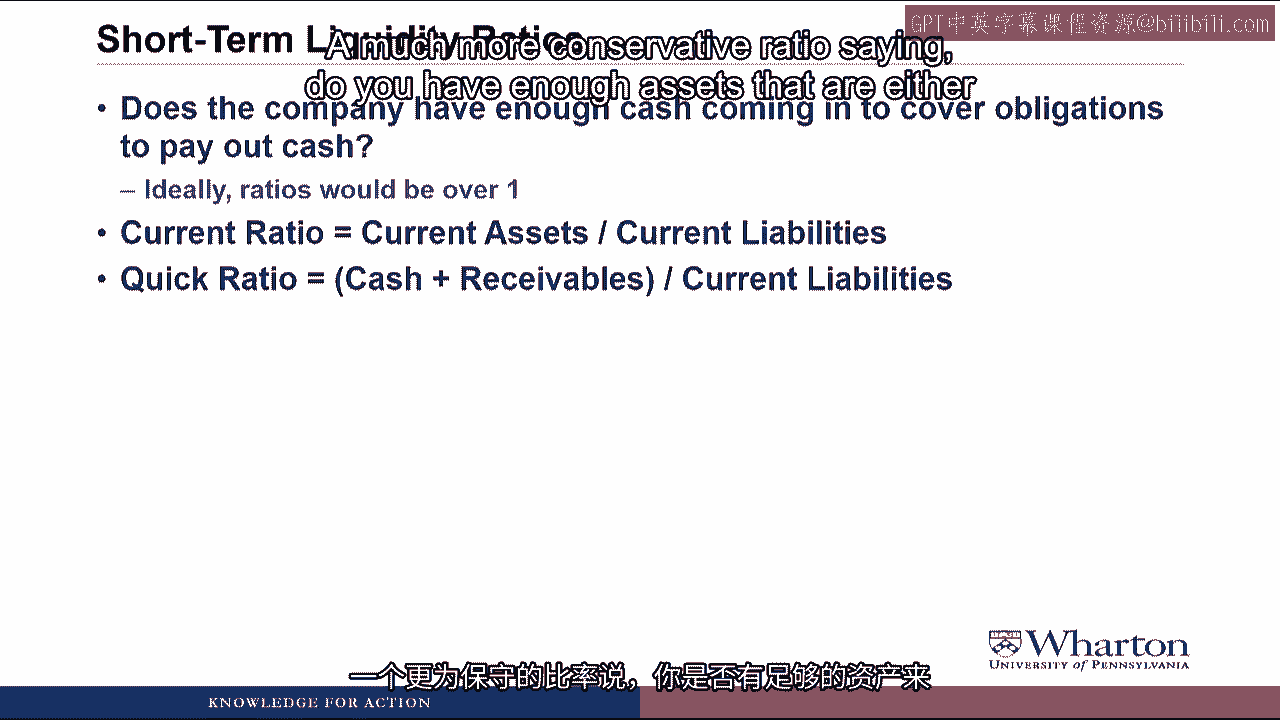 GPT中英字幕课程资源@bilibili.com
Short-Term Liquidity Ratios
A much more conservative ratio saying,
do you have enough assets that are either
• Does the company have enough cash coming in to cover obligations
to pay out cash?
– Ideally, ratios would be over 1
• Current Ratio = Current Assets / Current Liabilities
• Quick Ratio = (Cash + Receivables) / Current Liabilities
Wharton
UNIVERSITY of PENNSYLVANIA
一个更为保守的比率说，你是否有足够的资产来
KNOWLEDGE FOR ACTION